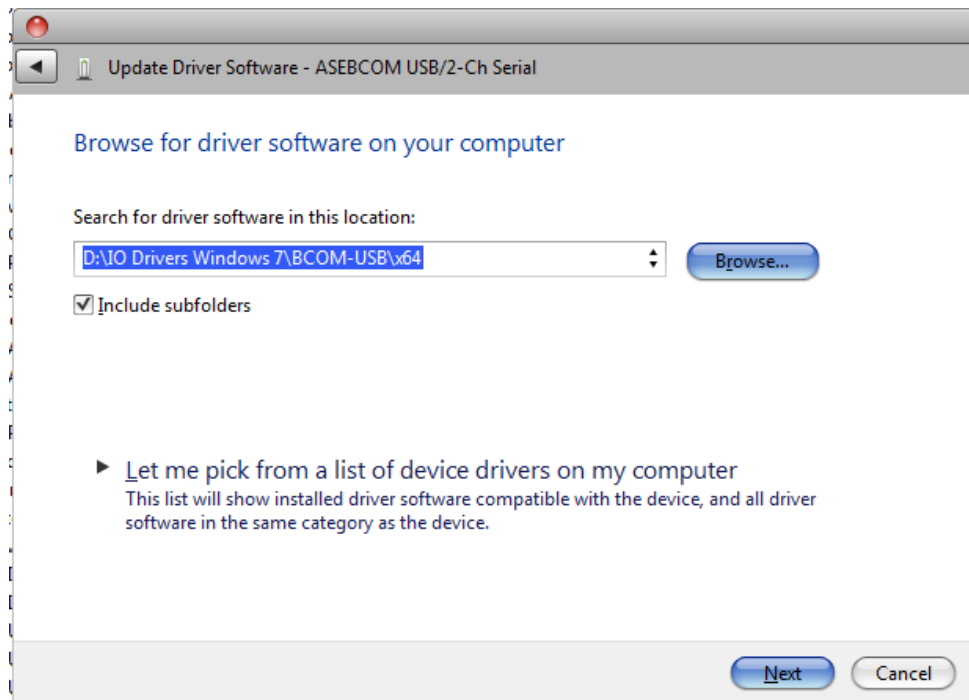 Update Driver Software - ASEBCOM USB/2-Ch Serial
Browse for driver software on your computer
Search for driver software in this location:
D:\IO Drivers Windows 7\BCOM-USB\x64
Browse...
Include subfolders
Let me pick from a list of device drivers on my computer
This list will show installed driver software compatible with the device, and all driver
software in the same category as the device.
Next
Cancel